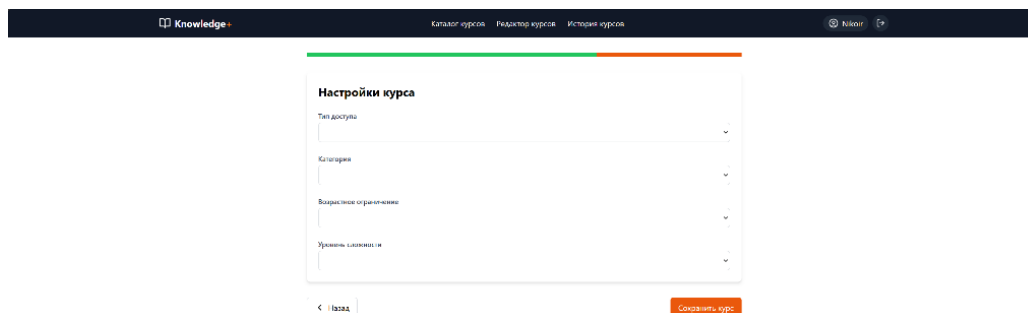 Knowledge+
Каталог курсов Редактор курсов История курсов
Nikoir
Настройки курса
Тип доступа
Категория
Возрастное ограничение
Уровень сложности
Назад
Сохранить курс